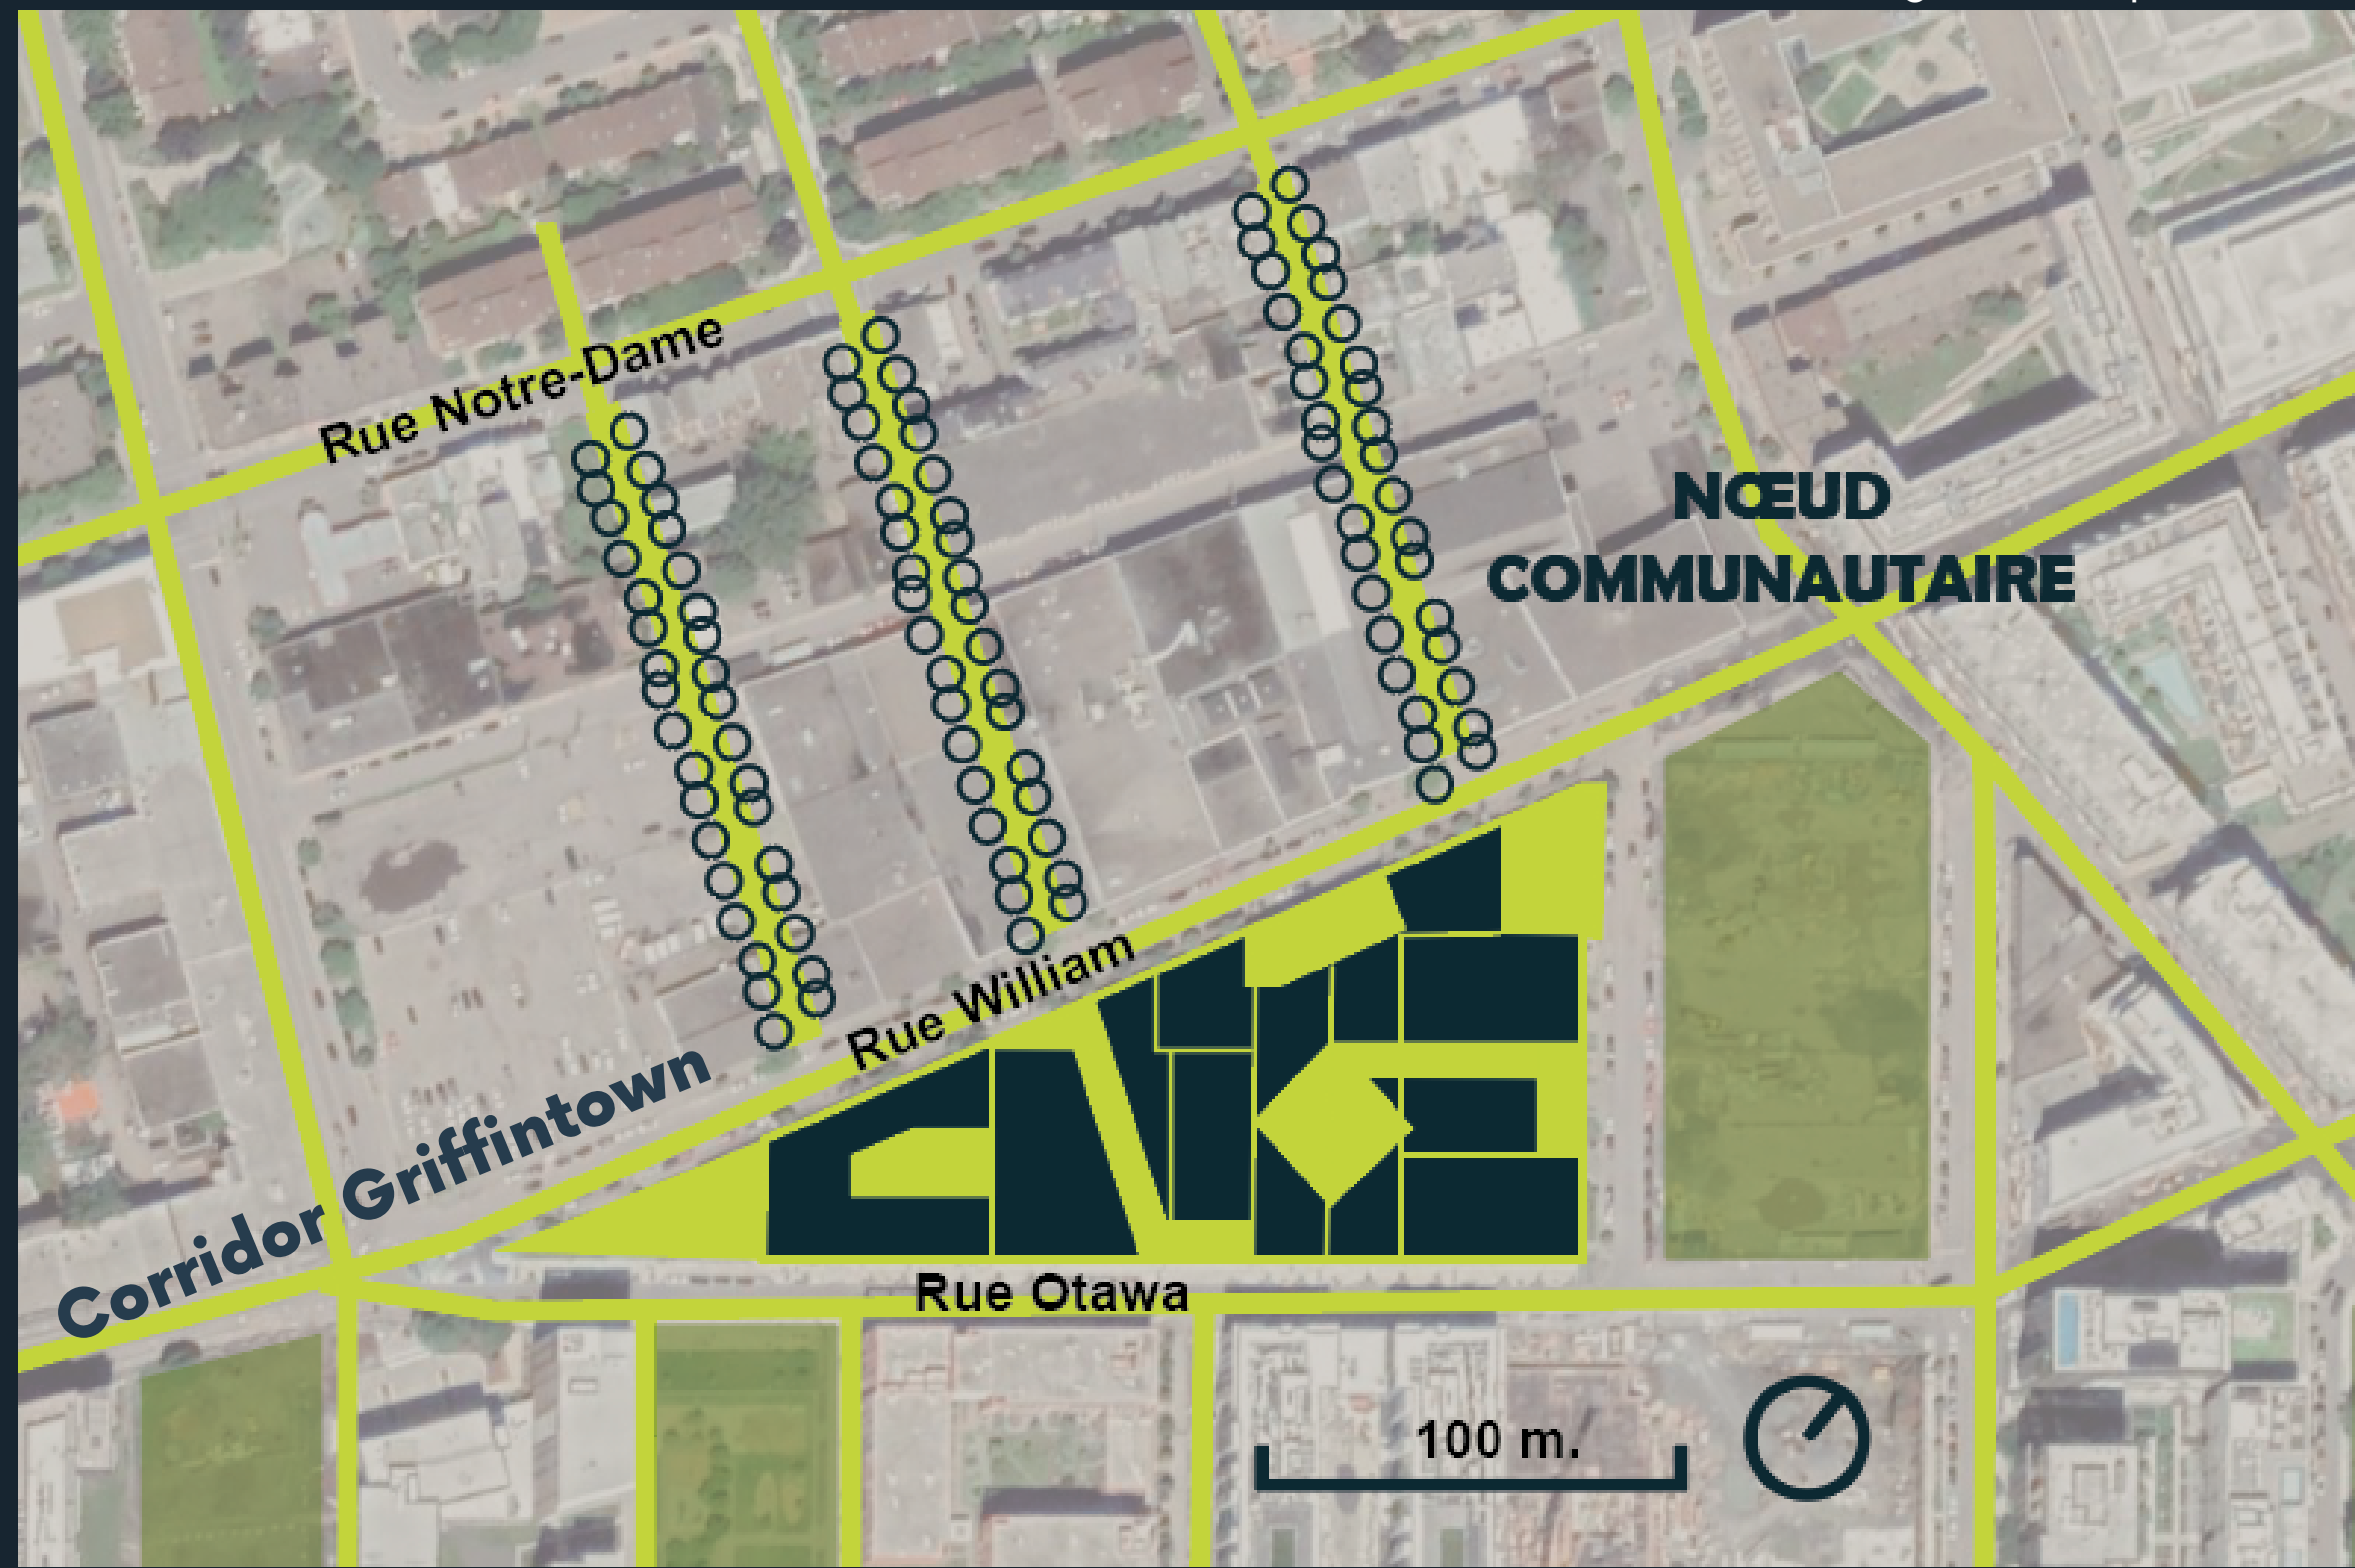 Rue Notre-Dame
NŒUD
COMMUNAUTAIRE
Rue William
Corridor Griffintown
Rue Otawa
100 m.